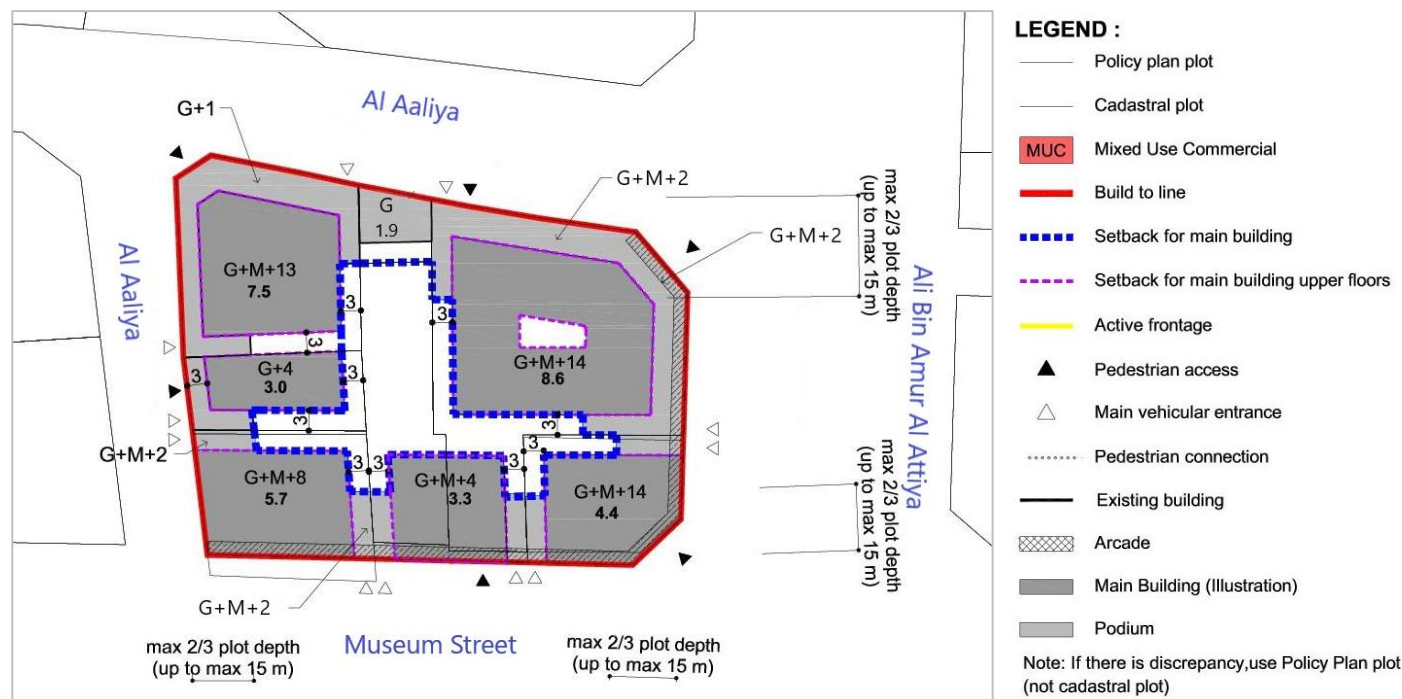 Al Aaliya
G+1
G+M+2
G
1.9
G+M+2
G+M+13
7.5
3
3
3
G+M+14
8.6
G+4
3.0
3
3
3
3
3
G+M+2
3
3
G+M+8
5.7
G+M+4
3.3
G+M+14
4.4
G+M+2
Al Aaliya
Ali Bin Amur Al Attiya
Museum Street
max 2/3 plot depth
(up to max 15 m)
max 2/3 plot depth
(up to max 15 m)
max 2/3 plot depth
(up to max 15 m)
max 2/3 plot depth
(up to max 15 m)
LEGEND :
Policy plan plot
Cadastral plot
MUC Mixed Use Commercial
Build to line
Setback for main building
Setback for main building upper floors
Active frontage
Pedestrian access
Main vehicular entrance
Pedestrian connection
Existing building
Arcade
Main Building (Illustration)
Podium
Note: If there is discrepancy,use Policy Plan plot
(not cadastral plot)